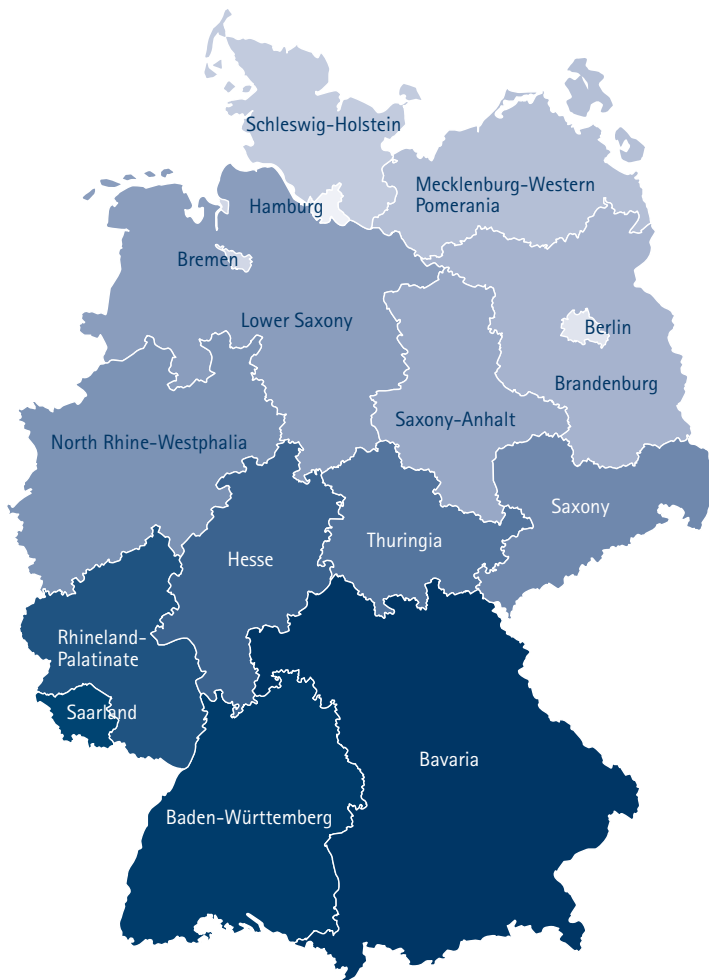 Schleswig-Holstein
Mecklenburg-Western
Pomerania
Hamburg
Bremen
Lower Saxony
Berlin
Brandenburg
Saxony-Anhalt
North Rhine-Westphalia
Saxony
Thuringia
Hesse
Rhineland-
Palatinate
Saarland
Bavaria
Baden-Württemberg